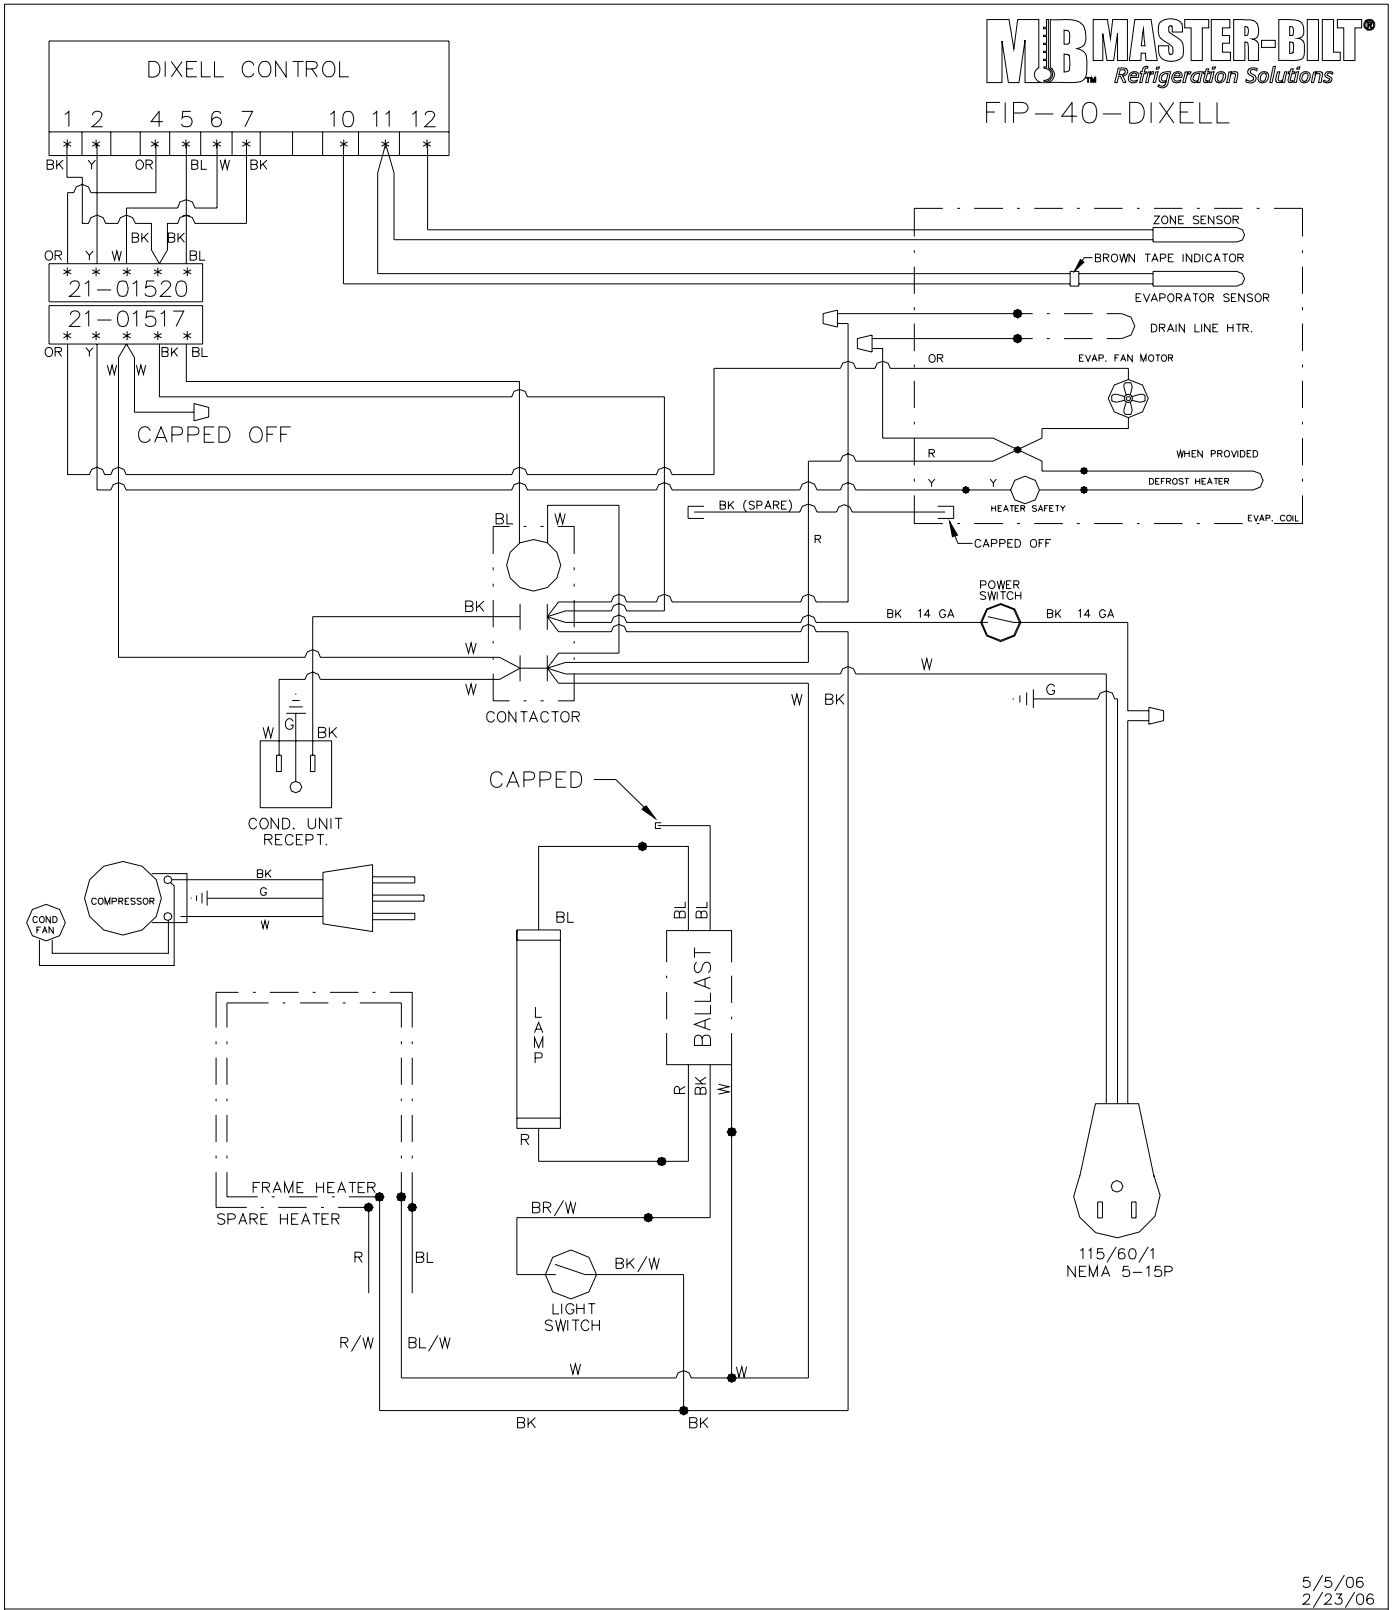 MB™ MASTER-BILT®
Refrigeration Solutions
FIP-40-DIXELL
DIXELL CONTROL
1 2 4 5 6 7 10 11 12
* * * * * * * * *
BK Y OR BL W BK
BK BK
OR Y W BL
* * * * *
21-01520
21-01517
* * * * *
OR Y BK BL
W W
CAPPED OFF
ZONE SENSOR
BROWN TAPE INDICATOR
EVAPORATOR SENSOR
DRAIN LINE HTR.
OR
EVAP. FAN MOTOR
R
WHEN PROVIDED
DEFROST HEATER
Y Y
HEATER SAFETY
EVAP. COIL
BK (SPARE)
CAPPED OFF
R
BL W
POWER
SWITCH
BK
BK 14 GA
BK 14 GA
W
W
W
W BK
G
CONTACTOR
W G BK
COND. UNIT
RECEPT.
CAPPED
BK
G
W
COMPRESSOR
COND
FAN
BL
BL BL
BALLAST
LAMP
R BK W
R
FRAME HEATER
SPARE HEATER
R BL
R/W BL/W
BR/W
BK/W
LIGHT
SWITCH
W W
BK BK
115/60/1
NEMA 5-15P
5/5/06
2/23/06